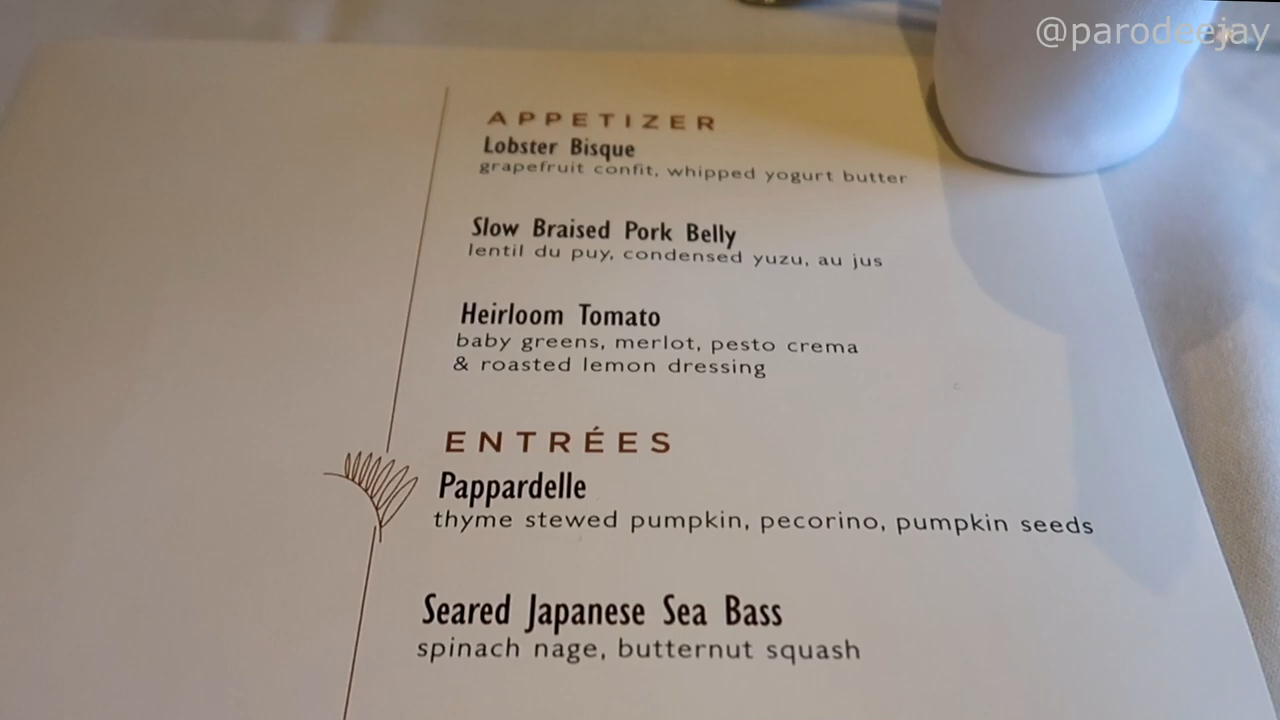 @parodeejay
APPETIZER
Lobster Bisque
grapefruit confit, whipped yogurt butter
Slow Braised Pork Belly
lentil du puy, condensed yuzu, au jus
Heirloom Tomato
baby greens, merlot, pesto crema
& roasted lemon dressing
ENTRÉES
Pappardelle
thyme stewed pumpkin, pecorino, pumpkin seeds
Seared Japanese Sea Bass
spinach nage, butternut squash